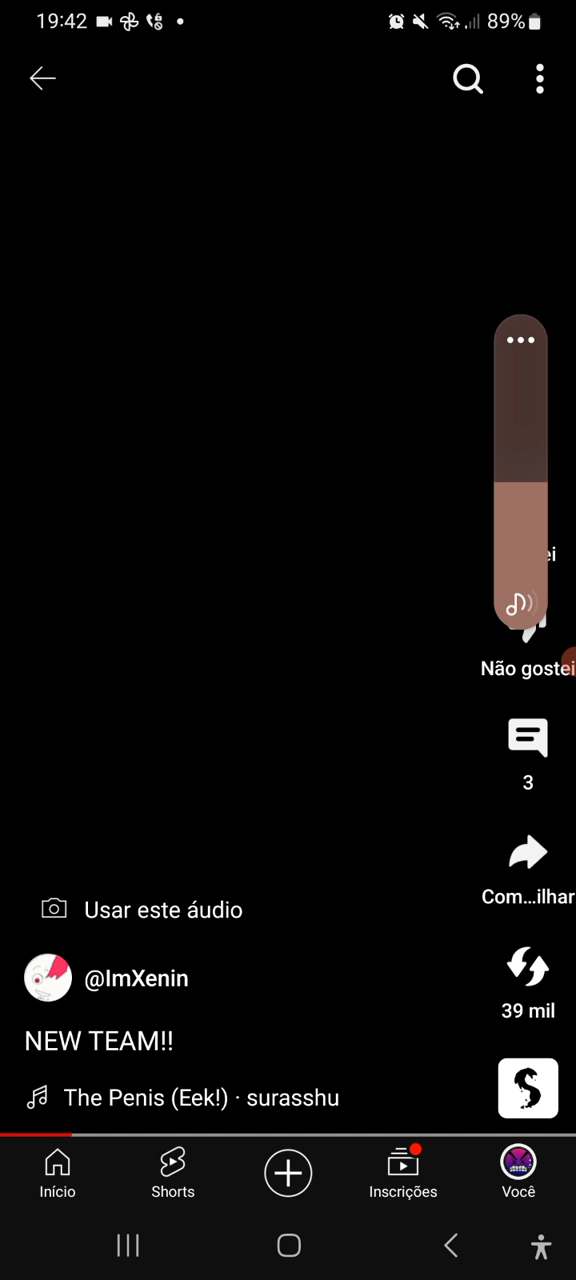 19:42
89%
ei
Não gostei
3
Com...ilhar
Usar este áudio
@ImXenin
39 mil
NEW TEAM!!
The Penis (Eek!) · surasshu
Início
Shorts
Inscrições
Você